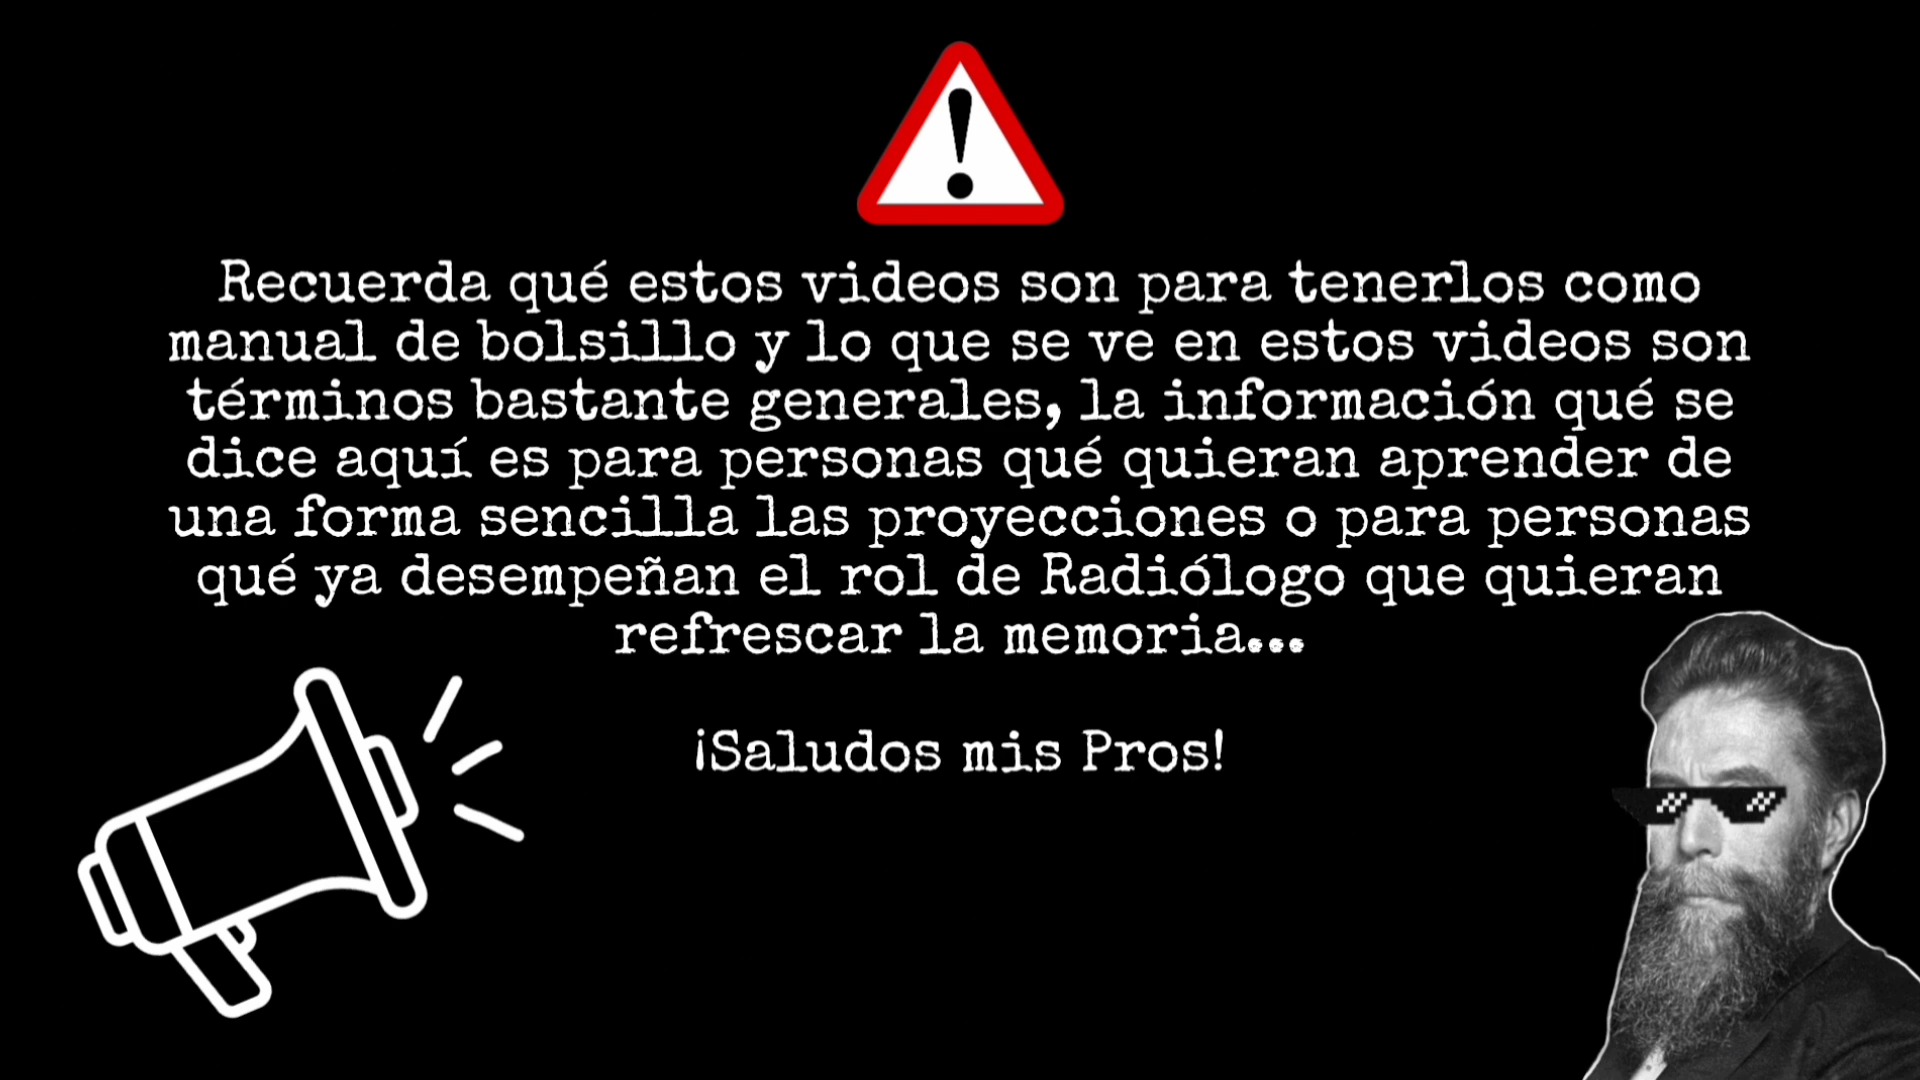 Recuerda qué estos videos son para tenerlos como
manual de bolsillo y lo que se ve en estos videos son
términos bastante generales, la información qué se
dice aquí es para personas qué quieran aprender de
una forma sencilla las proyecciones o para personas
qué ya desempeñan el rol de Radiólogo que quieran
refrescar la memoria...
¡Saludos mis Pros!